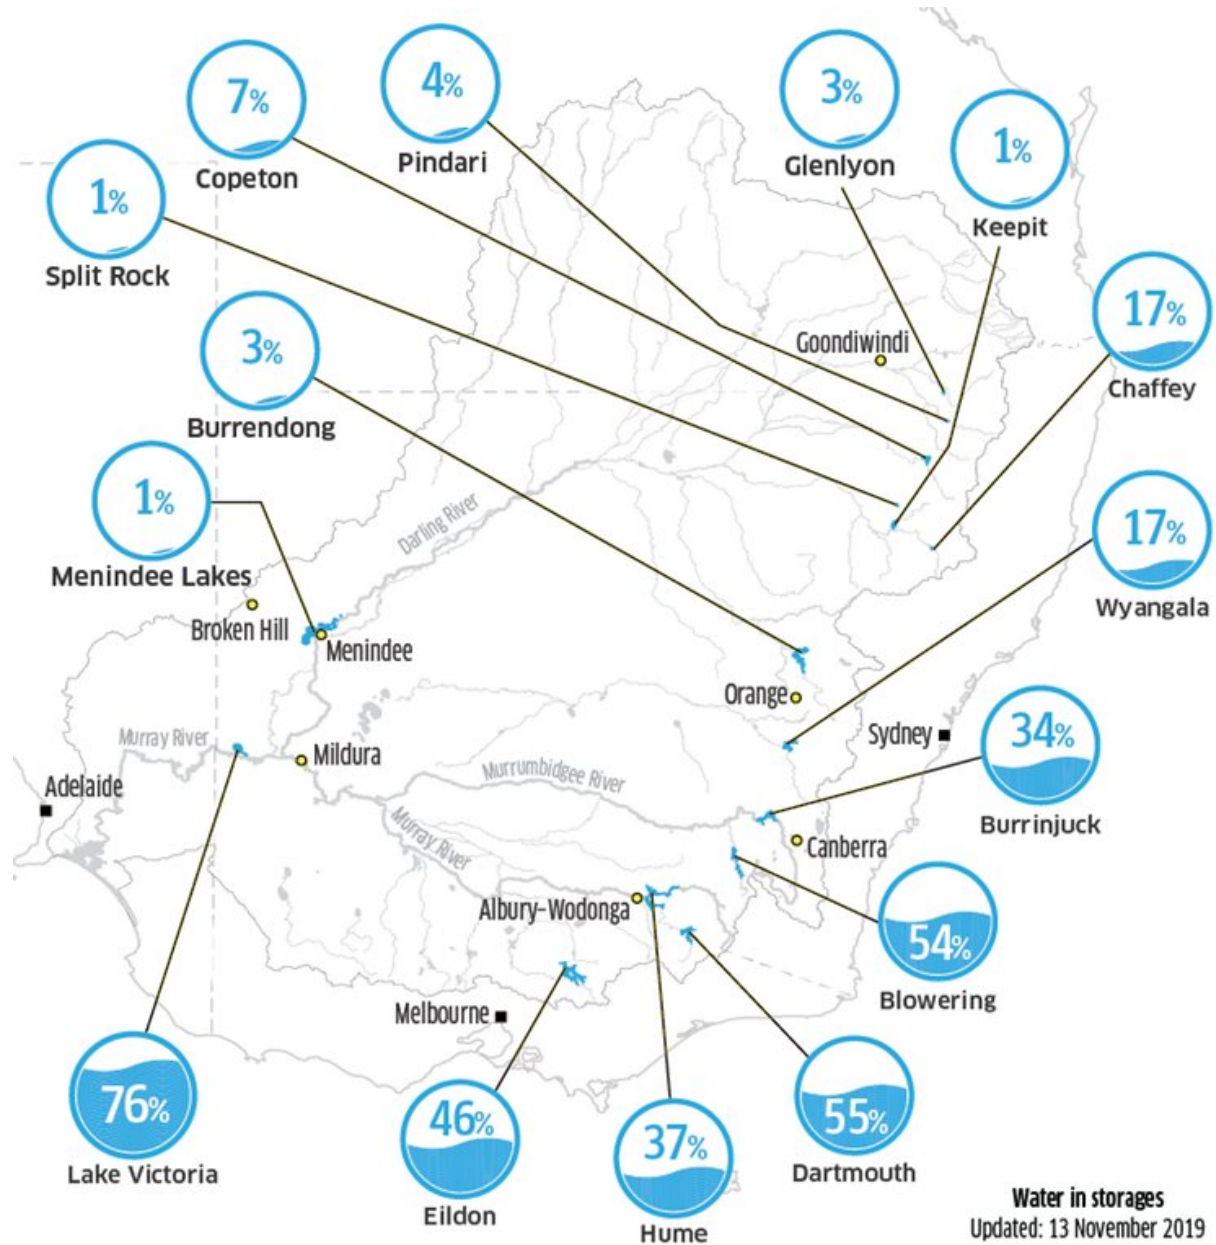 4%
Pindari
3%
Glenlyon
7%
Copeton
1%
Keepit
1%
Split Rock
17%
Chaffey
3%
Burrendong
Goondiwindi
1%
Menindee Lakes
Darling River
17%
Wyangala
Broken Hill
Menindee
Orange
Sydney
34%
Burrinjuck
Murray River
Mildura
Murrumbidgee River
Adelaide
Murray River
Canberra
Albury-Wodonga
54%
Blowering
Melbourne
76%
Lake Victoria
46%
Eildon
37%
Hume
55%
Dartmouth
Water in storages
Updated: 13 November 2019